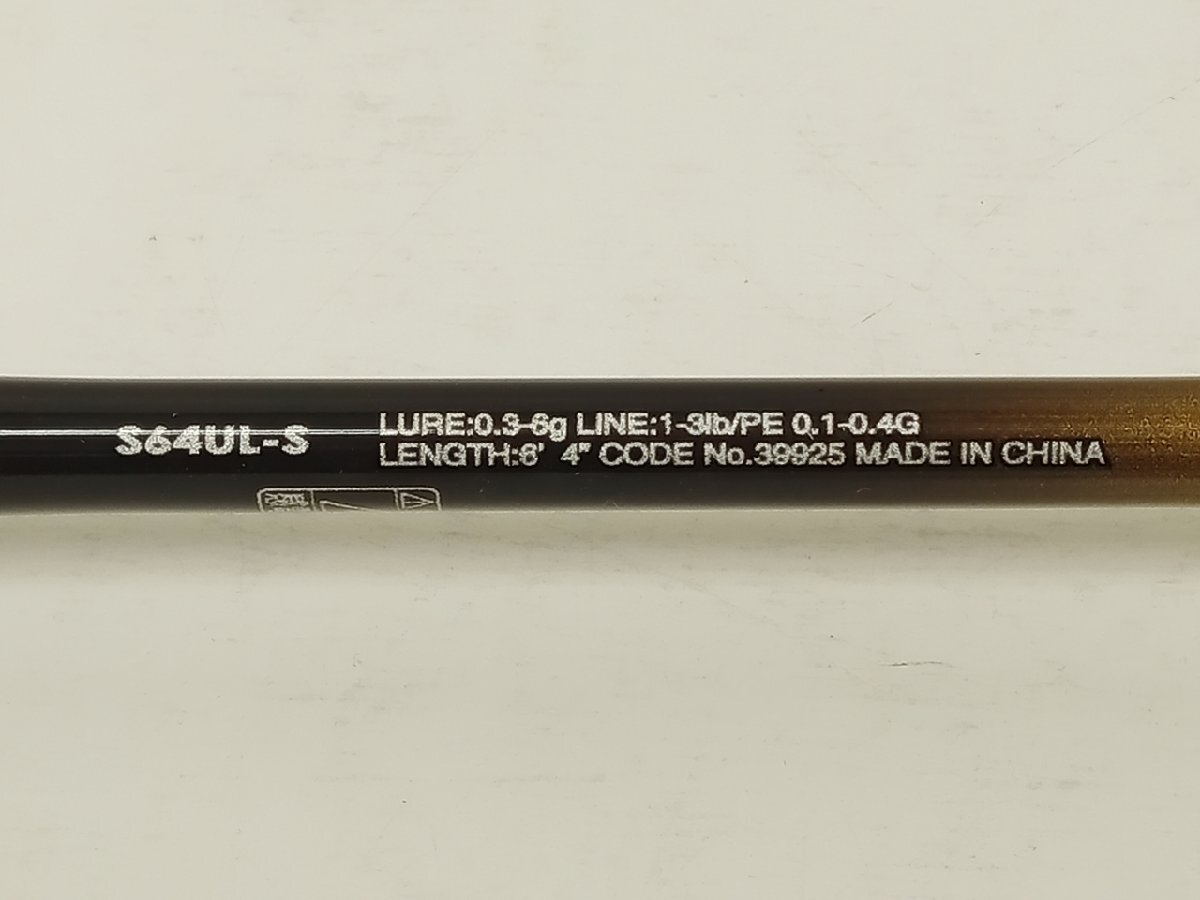 S64UL-S
LURE:0.3-6g LINE:1-3lb/PE 0.1-0.4G
LENGTH:6' 4" CODE No.39925 MADE IN CHINA